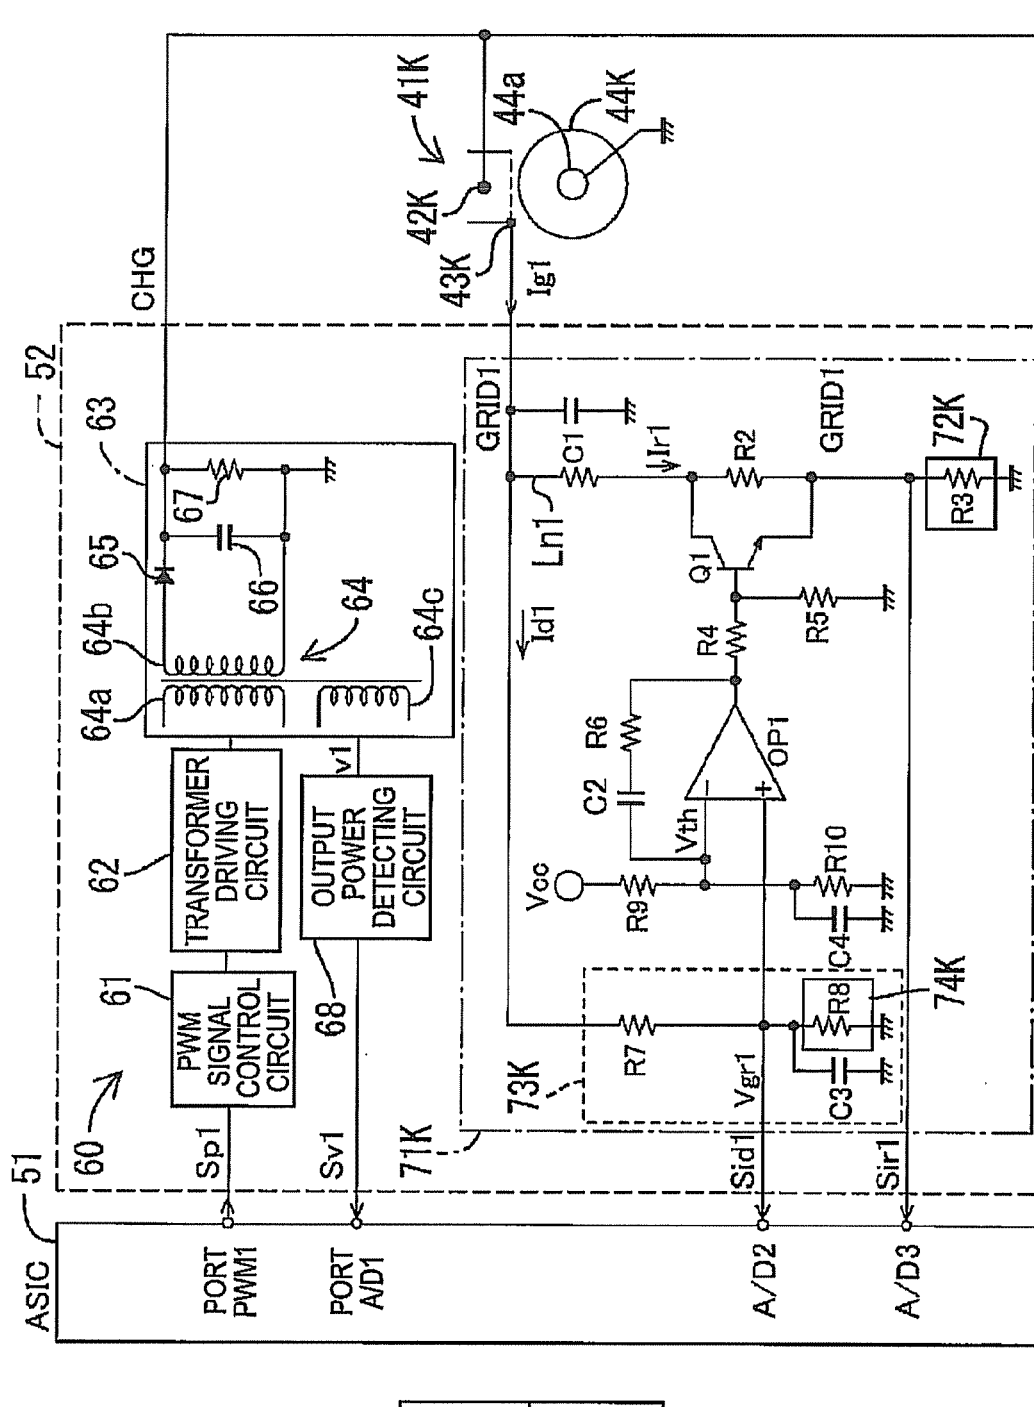 ASIC
51
PORT
PWM1
PORT
A/D1
A/D2
A/D3
60
Sp1
Sv1
Sid1
Sir1
52
61
PWM
SIGNAL
CONTROL
CIRCUIT
62
TRANSFORMER
DRIVING
CIRCUIT
68
OUTPUT
POWER
DETECTING
CIRCUIT
v1
63
64a
64b
64
64c
65
66
67
CHG
41K
42K
43K
44a
44K
Ig1
71K
73K
R7
Vgr1
C3
R8
74K
Vcc
R9
Vth
C4
R10
C2
R6
OP1
R4
R5
Q1
Id1
Ln1
GRID1
C1
Ir1
R2
GRID1
72K
R3